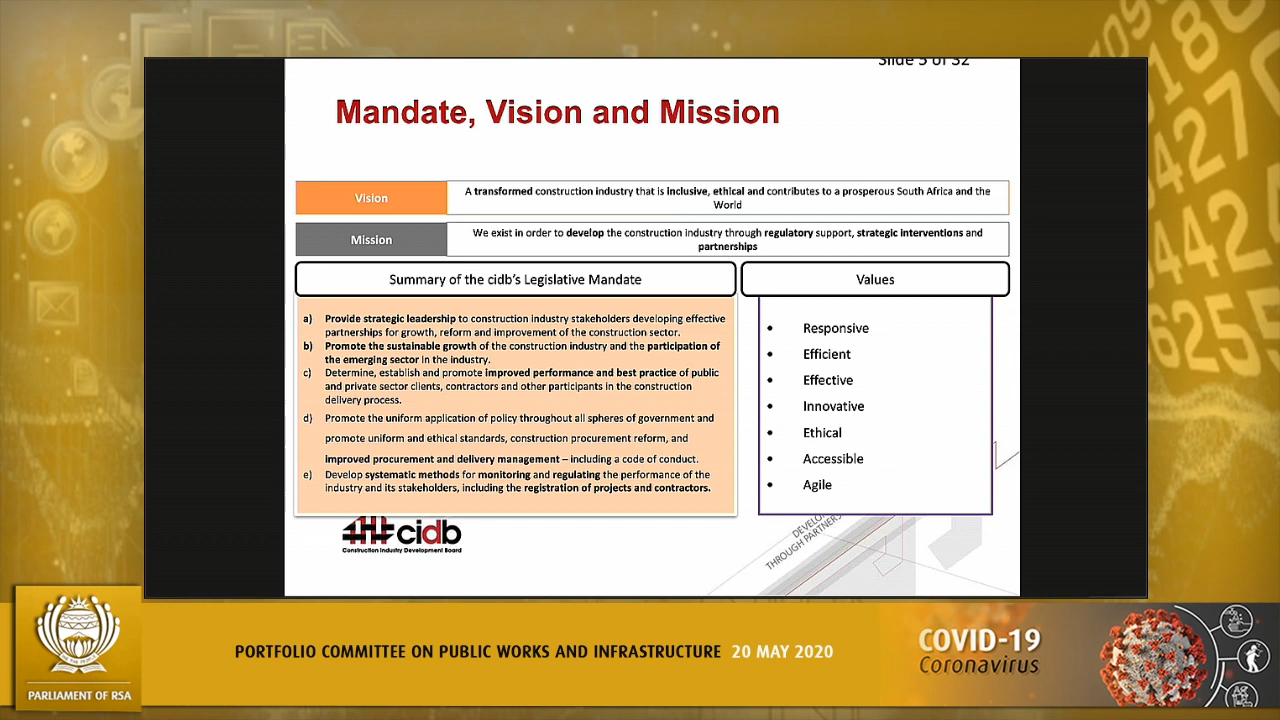 Slide 5 of 32
Mandate, Vision and Mission
Vision
A transformed construction industry that is inclusive, ethical and contributes to a prosperous South Africa and the
World
Mission
We exist in order to develop the construction industry through regulatory support, strategic interventions and
partnerships
Summary of the cidb's Legislative Mandate
a) Provide strategic leadership to construction industry stakeholders developing effective
partnerships for growth, reform and improvement of the construction sector.
b) Promote the sustainable growth of the construction industry and the participation of
the emerging sector in the industry.
c) Determine, establish and promote improved performance and best practice of public
and private sector clients, contractors and other participants in the construction
delivery process.
d) Promote the uniform application of policy throughout all spheres of government and
promote uniform and ethical standards, construction procurement reform, and
improved procurement and delivery management – including a code of conduct.
e) Develop systematic methods for monitoring and regulating the performance of the
industry and its stakeholders, including the registration of projects and contractors.
Values
• Responsive
• Efficient
• Effective
• Innovative
• Ethical
• Accessible
• Agile
cidb
Construction Industry Development Board
THROUGH
PARLIAMENT OF RSA
PORTFOLIO COMMITTEE ON PUBLIC WORKS AND INFRASTRUCTURE 20 MAY 2020
COVID-19
Coronavirus